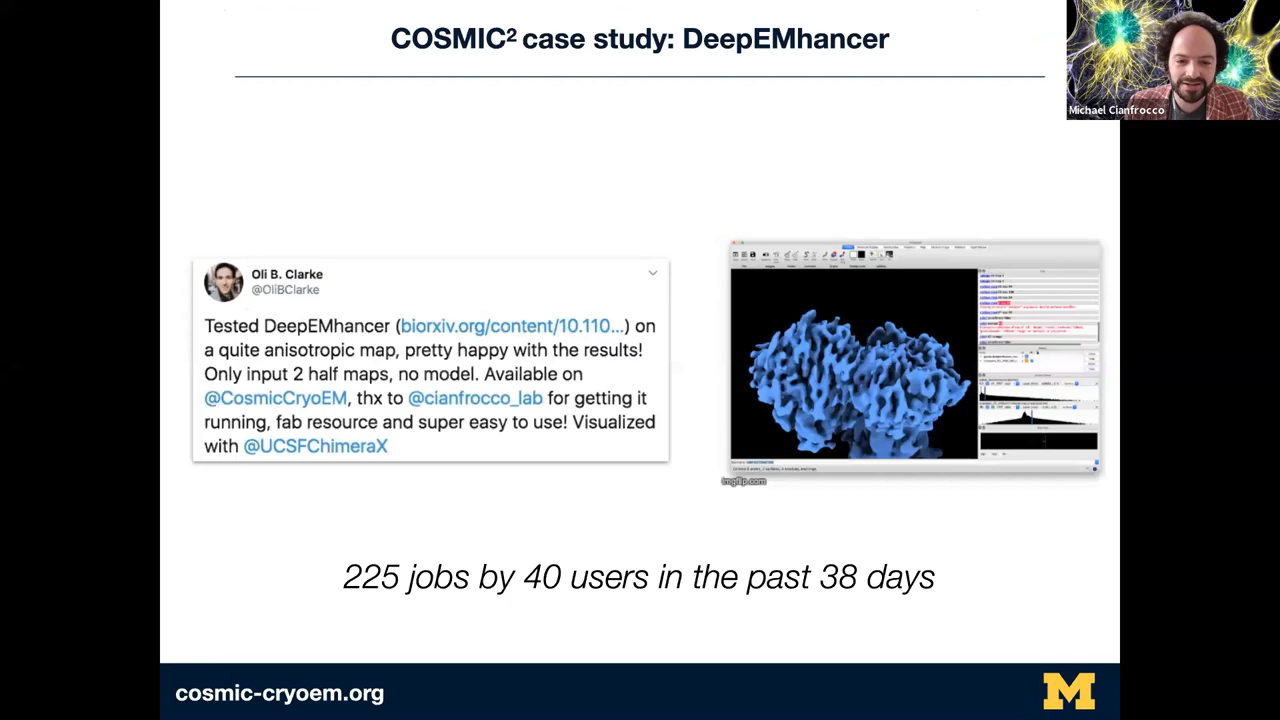 COSMIC² case study: DeepEMhancer
Michael Cianfrocco
Oli B. Clarke
@OliBClarke
Tested DeepEMhancer (biorxiv.org/content/10.110...) on
a quite anisotropic map, pretty happy with the results!
Only input 2 half maps, no model. Available on
@CosmicCryoEM, thx to @cianfrocco_lab for getting it
running, fab resource and super easy to use! Visualized
with @UCSFChimeraX
imgflip.com
225 jobs by 40 users in the past 38 days
cosmic-cryoem.org
M